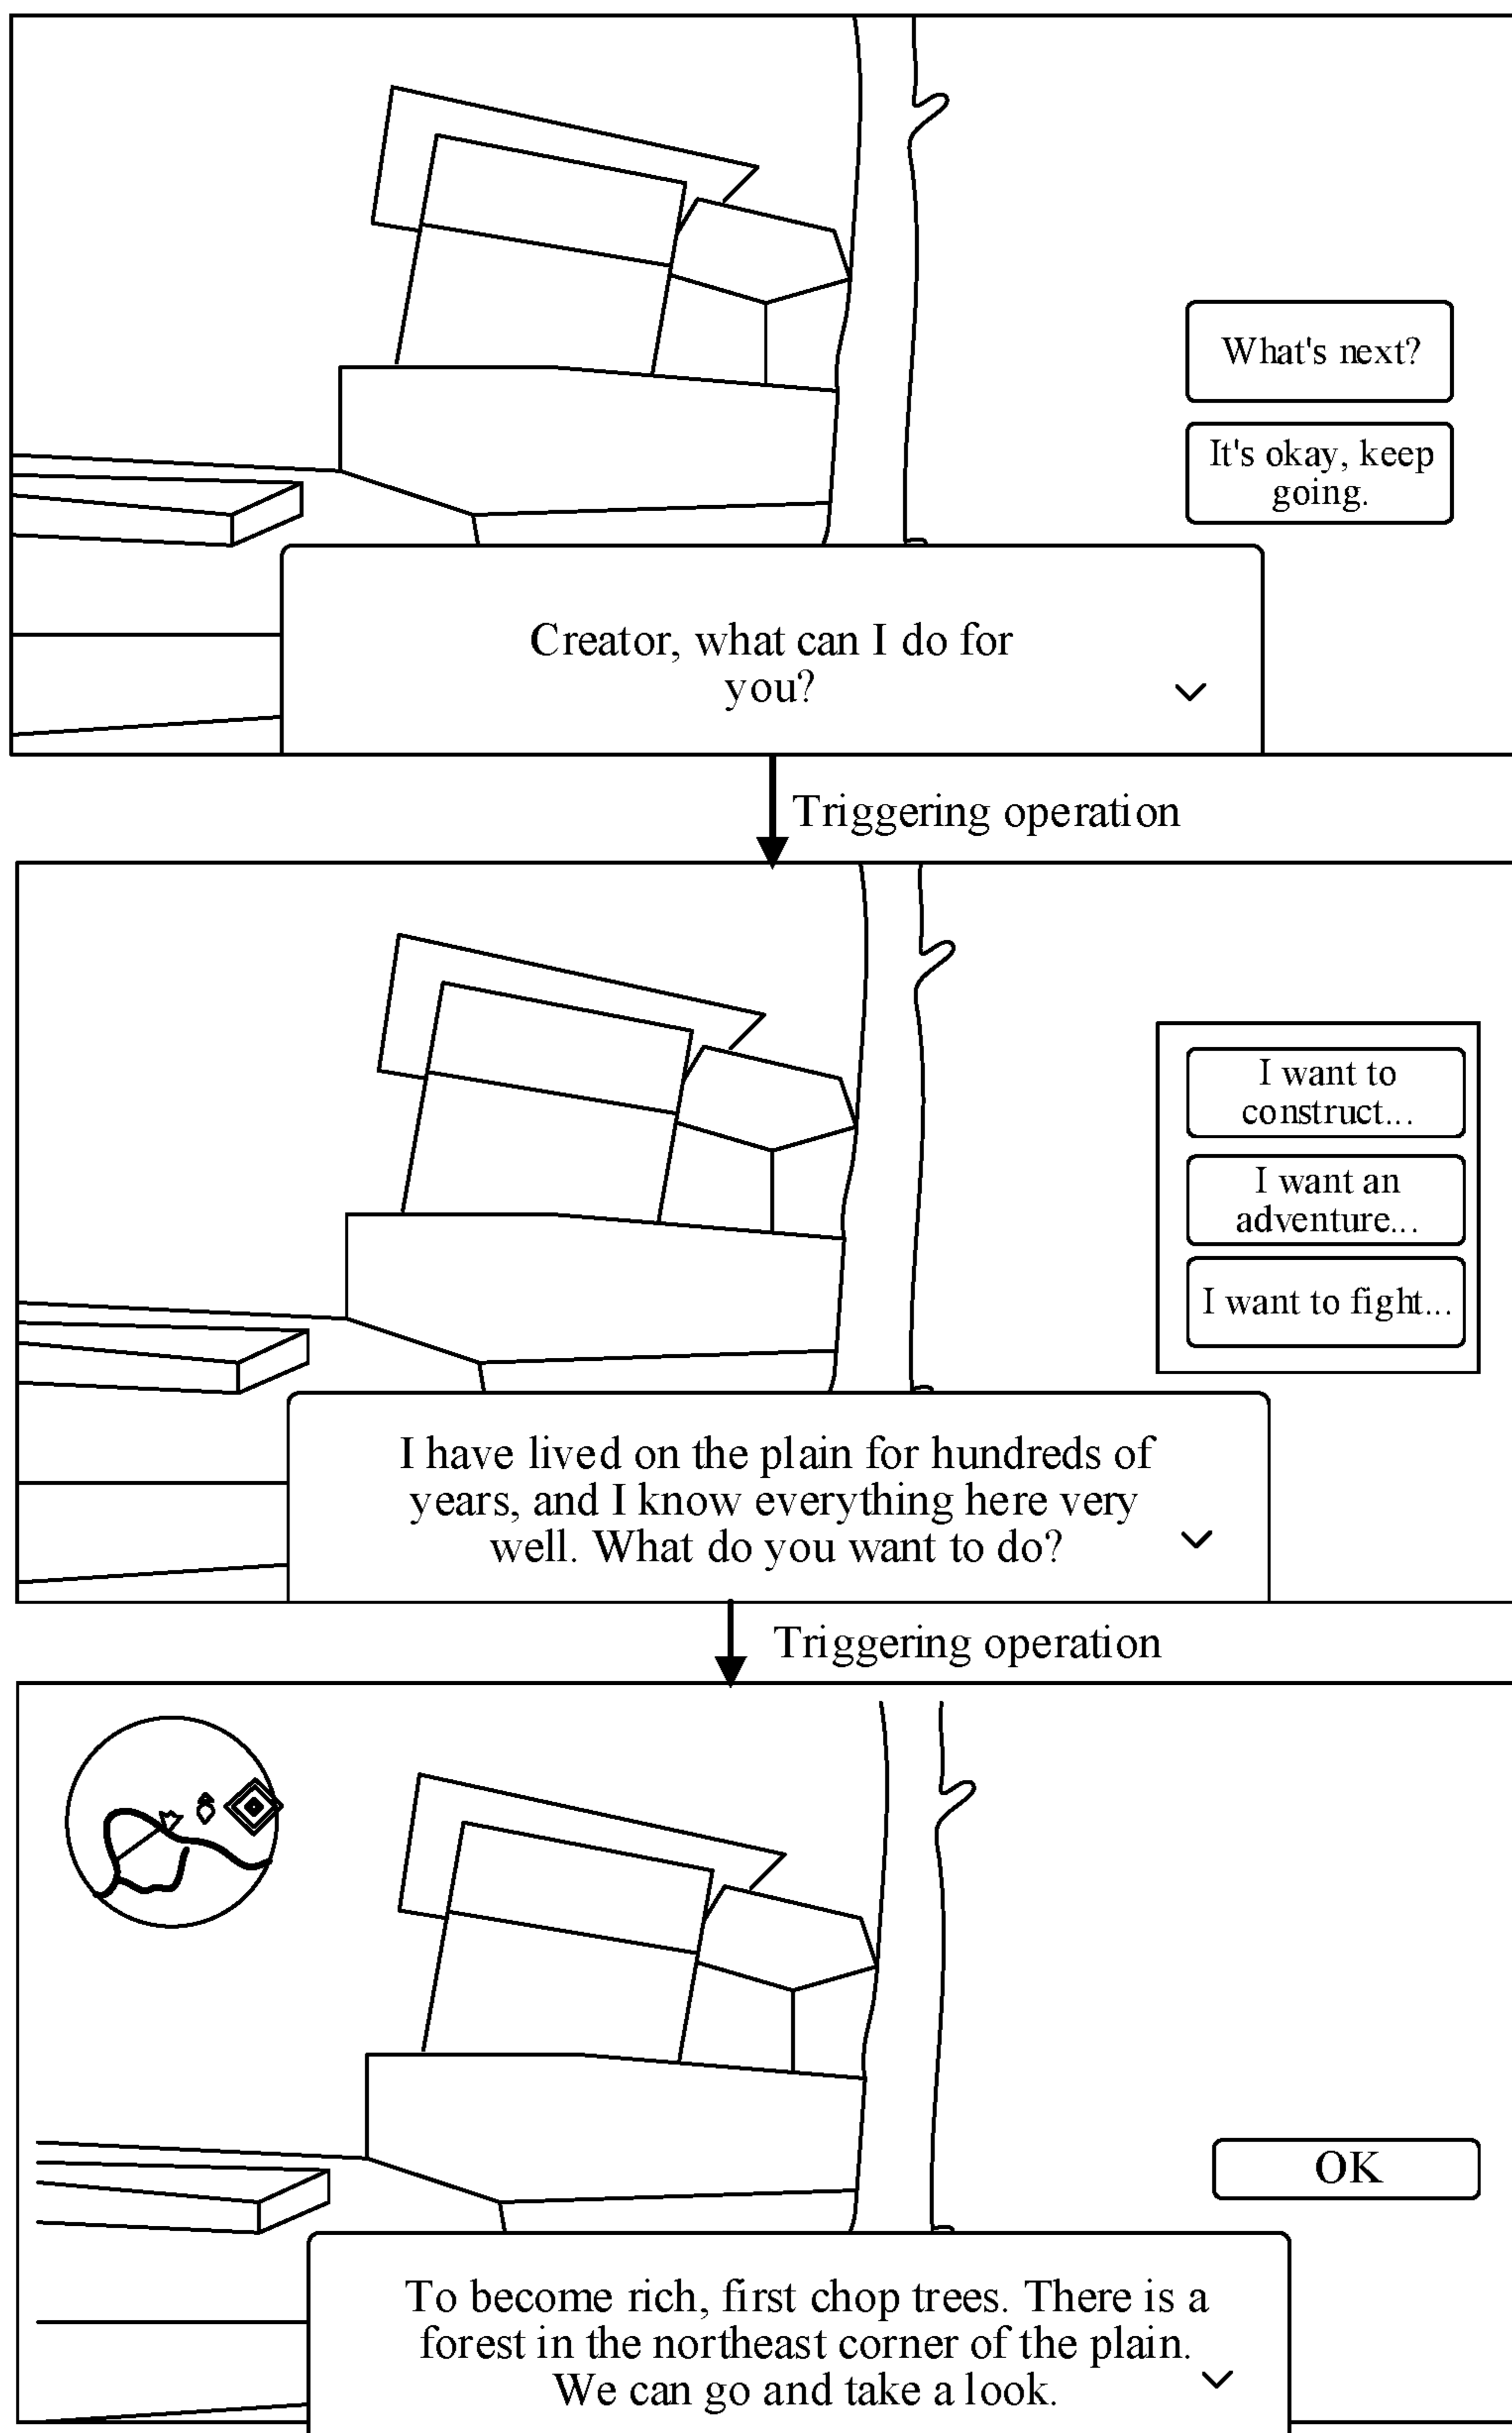 What's next?
It's okay, keep
going.
Creator, what can I do for
you?
Triggering operation
I want to
construct...
I want an
adventure...
I want to fight...
I have lived on the plain for hundreds of
years, and I know everything here very
well. What do you want to do?
Triggering operation
OK
To become rich, first chop trees. There is a
forest in the northeast corner of the plain.
We can go and take a look.